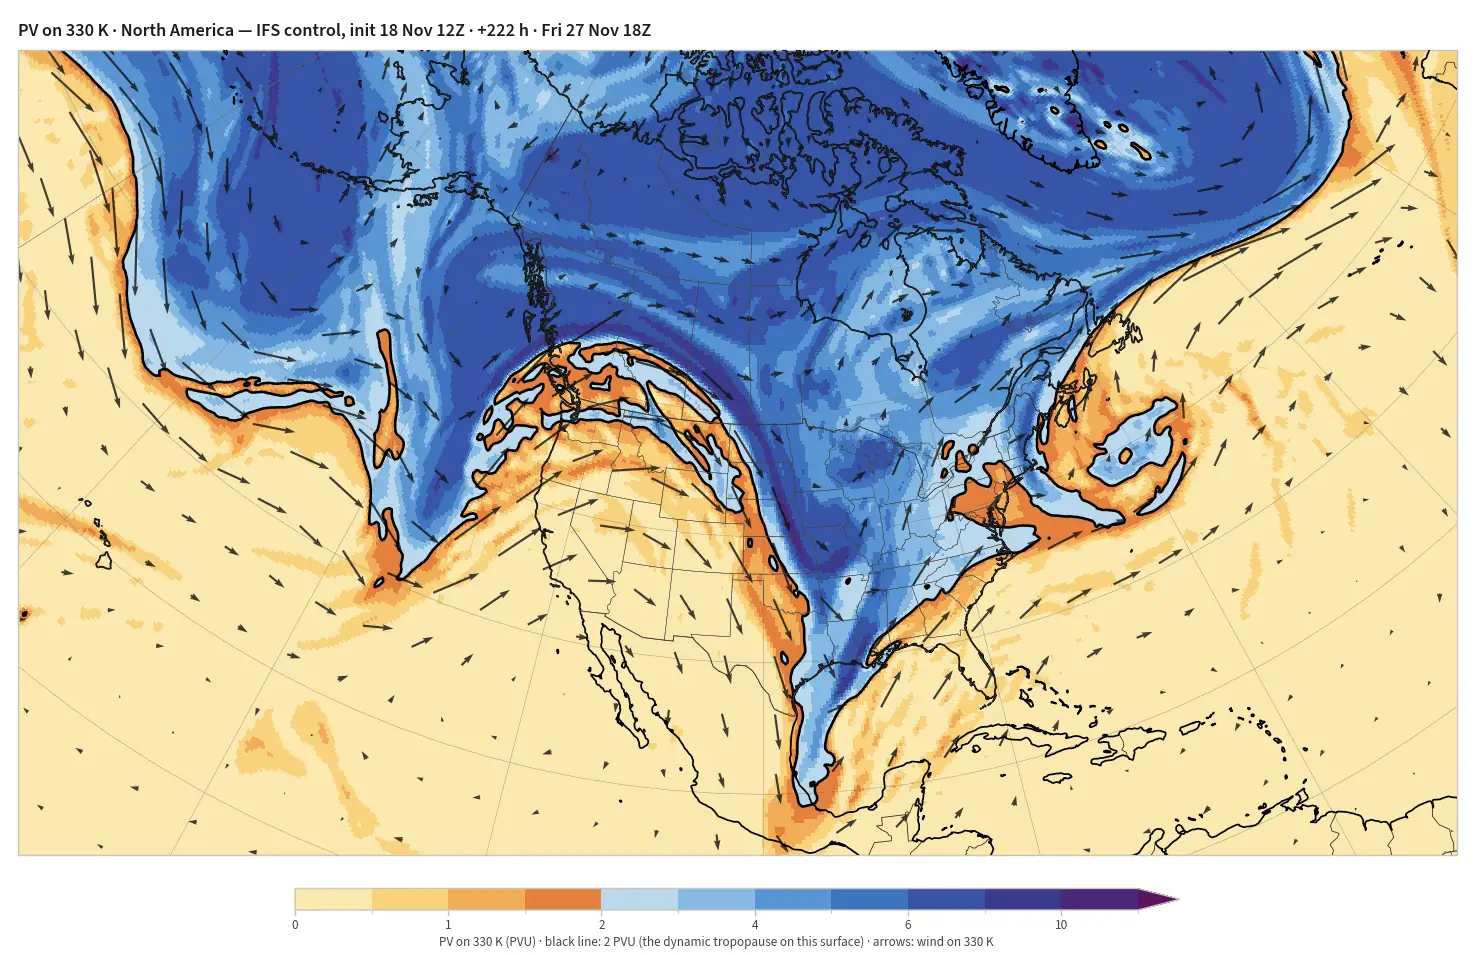 PV on 330 K · North America — IFS control, init 18 Nov 12Z · +222 h · Fri 27 Nov 18Z
0 1 2 4 6 10
PV on 330 K (PVU) · black line: 2 PVU (the dynamic tropopause on this surface) · arrows: wind on 330 K